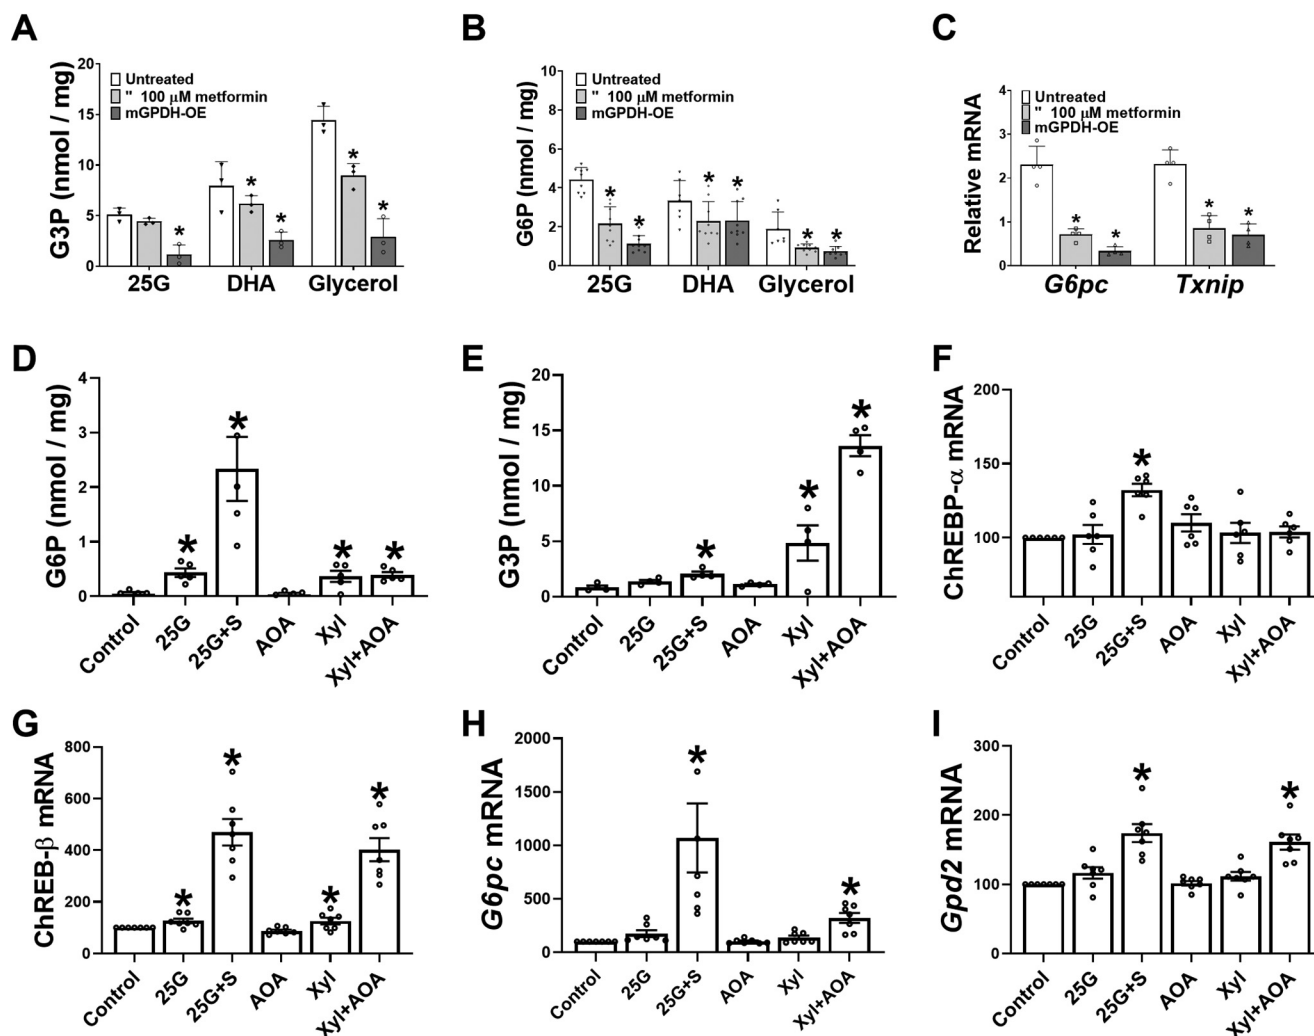 A
G3P (nmol / mg)
20
15
10
5
0
Untreated
" 100 μM metformin
mGPDH-OE
* * * * *
25G DHA Glycerol
B
G6P (nmol / mg)
10
8
6
4
2
0
Untreated
" 100 μM metformin
mGPDH-OE
* * * * * *
25G DHA Glycerol
C
Relative mRNA
4
3
2
1
0
Untreated
" 100 μM metformin
mGPDH-OE
* * * *
G6pc Txnip
D
G6P (nmol / mg)
4
3
2
1
0
* * * *
Control 25G 25G+S AOA Xyl Xyl+AOA
E
G3P (nmol / mg)
20
15
10
5
0
* * *
Control 25G 25G+S AOA Xyl Xyl+AOA
F
ChREBP-α mRNA
200
150
100
*
Control 25G 25G+S AOA Xyl Xyl+AOA
G
ChREB-β mRNA
800
600
400
200
0
* * * *
Control 25G 25G+S AOA Xyl Xyl+AOA
H
G6pc mRNA
2000
1500
1000
500
0
* *
Control 25G 25G+S AOA Xyl Xyl+AOA
I
Gpd2 mRNA
300
200
100
0
* *
Control 25G 25G+S AOA Xyl Xyl+AOA